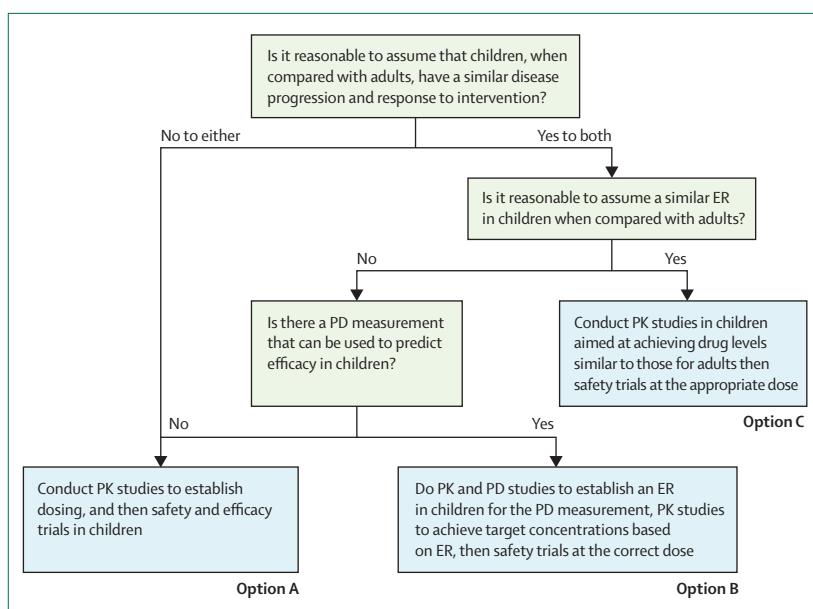 Is it reasonable to assume that children, when
compared with adults, have a similar disease
progression and response to intervention?
No to either
Yes to both
Is it reasonable to assume a similar ER
in children when compared with adults?
No
Yes
Is there a PD measurement
that can be used to predict
efficacy in children?
Conduct PK studies in children
aimed at achieving drug levels
similar to those for adults then
safety trials at the appropriate dose
Option C
No
Yes
Conduct PK studies to establish
dosing, and then safety and efficacy
trials in children
Option A
Do PK and PD studies to establish an ER
in children for the PD measurement, PK studies
to achieve target concentrations based
on ER, then safety trials at the correct dose
Option B